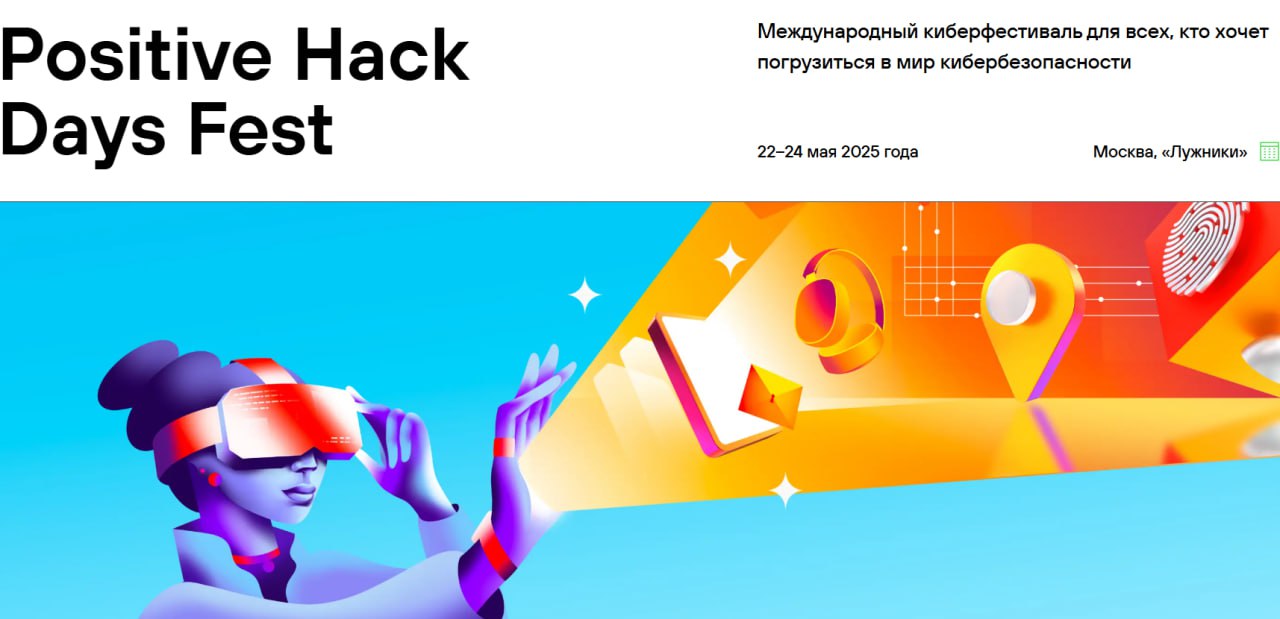 Positive Hack
Days Fest
Международный киберфестиваль для всех, кто хочет
погрузиться в мир кибербезопасности
22–24 мая 2025 года
Москва, «Лужники»